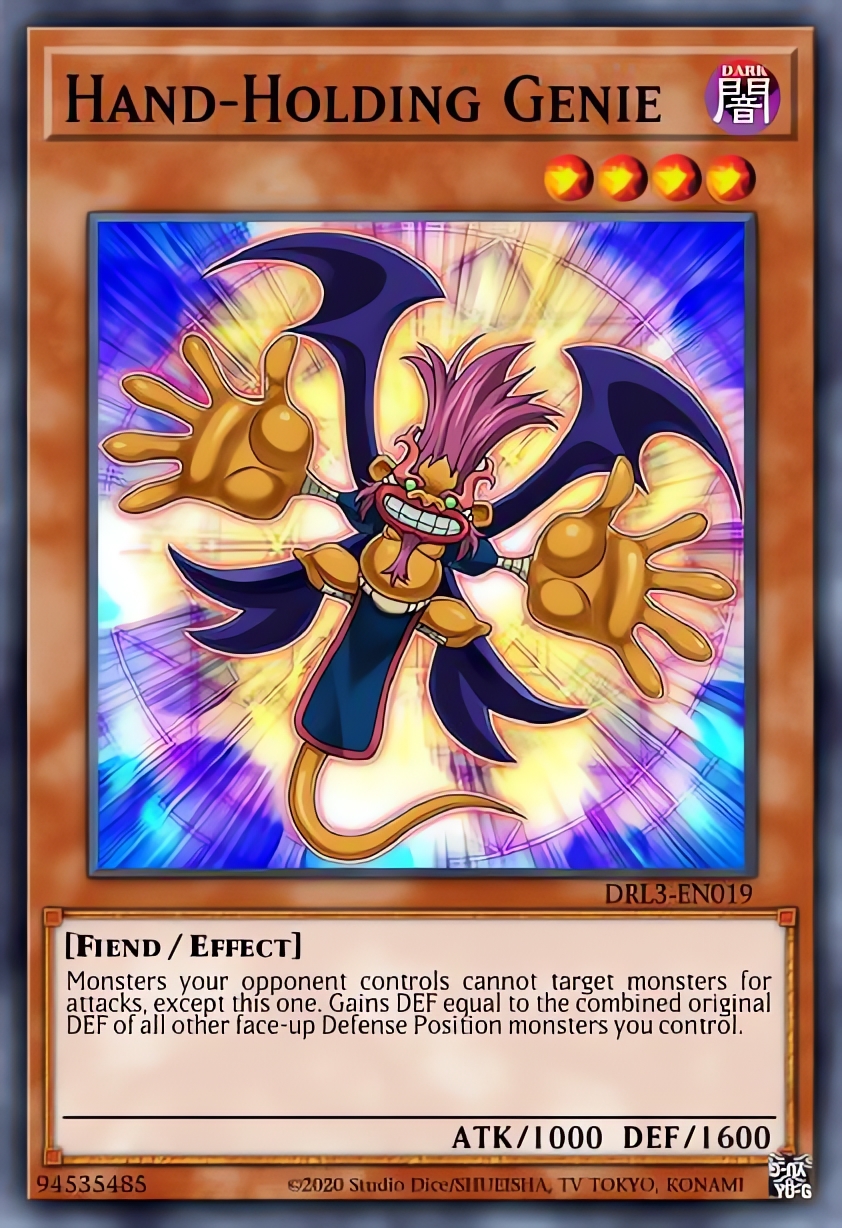 Hand-Holding Genie
DARK
闇
DRL3-EN019
[Fiend / Effect]
Monsters your opponent controls cannot target monsters for
attacks, except this one. Gains DEF equal to the combined original
DEF of all other face-up Defense Position monsters you control.
ATK/1000 DEF/1600
94535485
©2020 Studio Dice/SHUEISHA, TV TOKYO, KONAMI